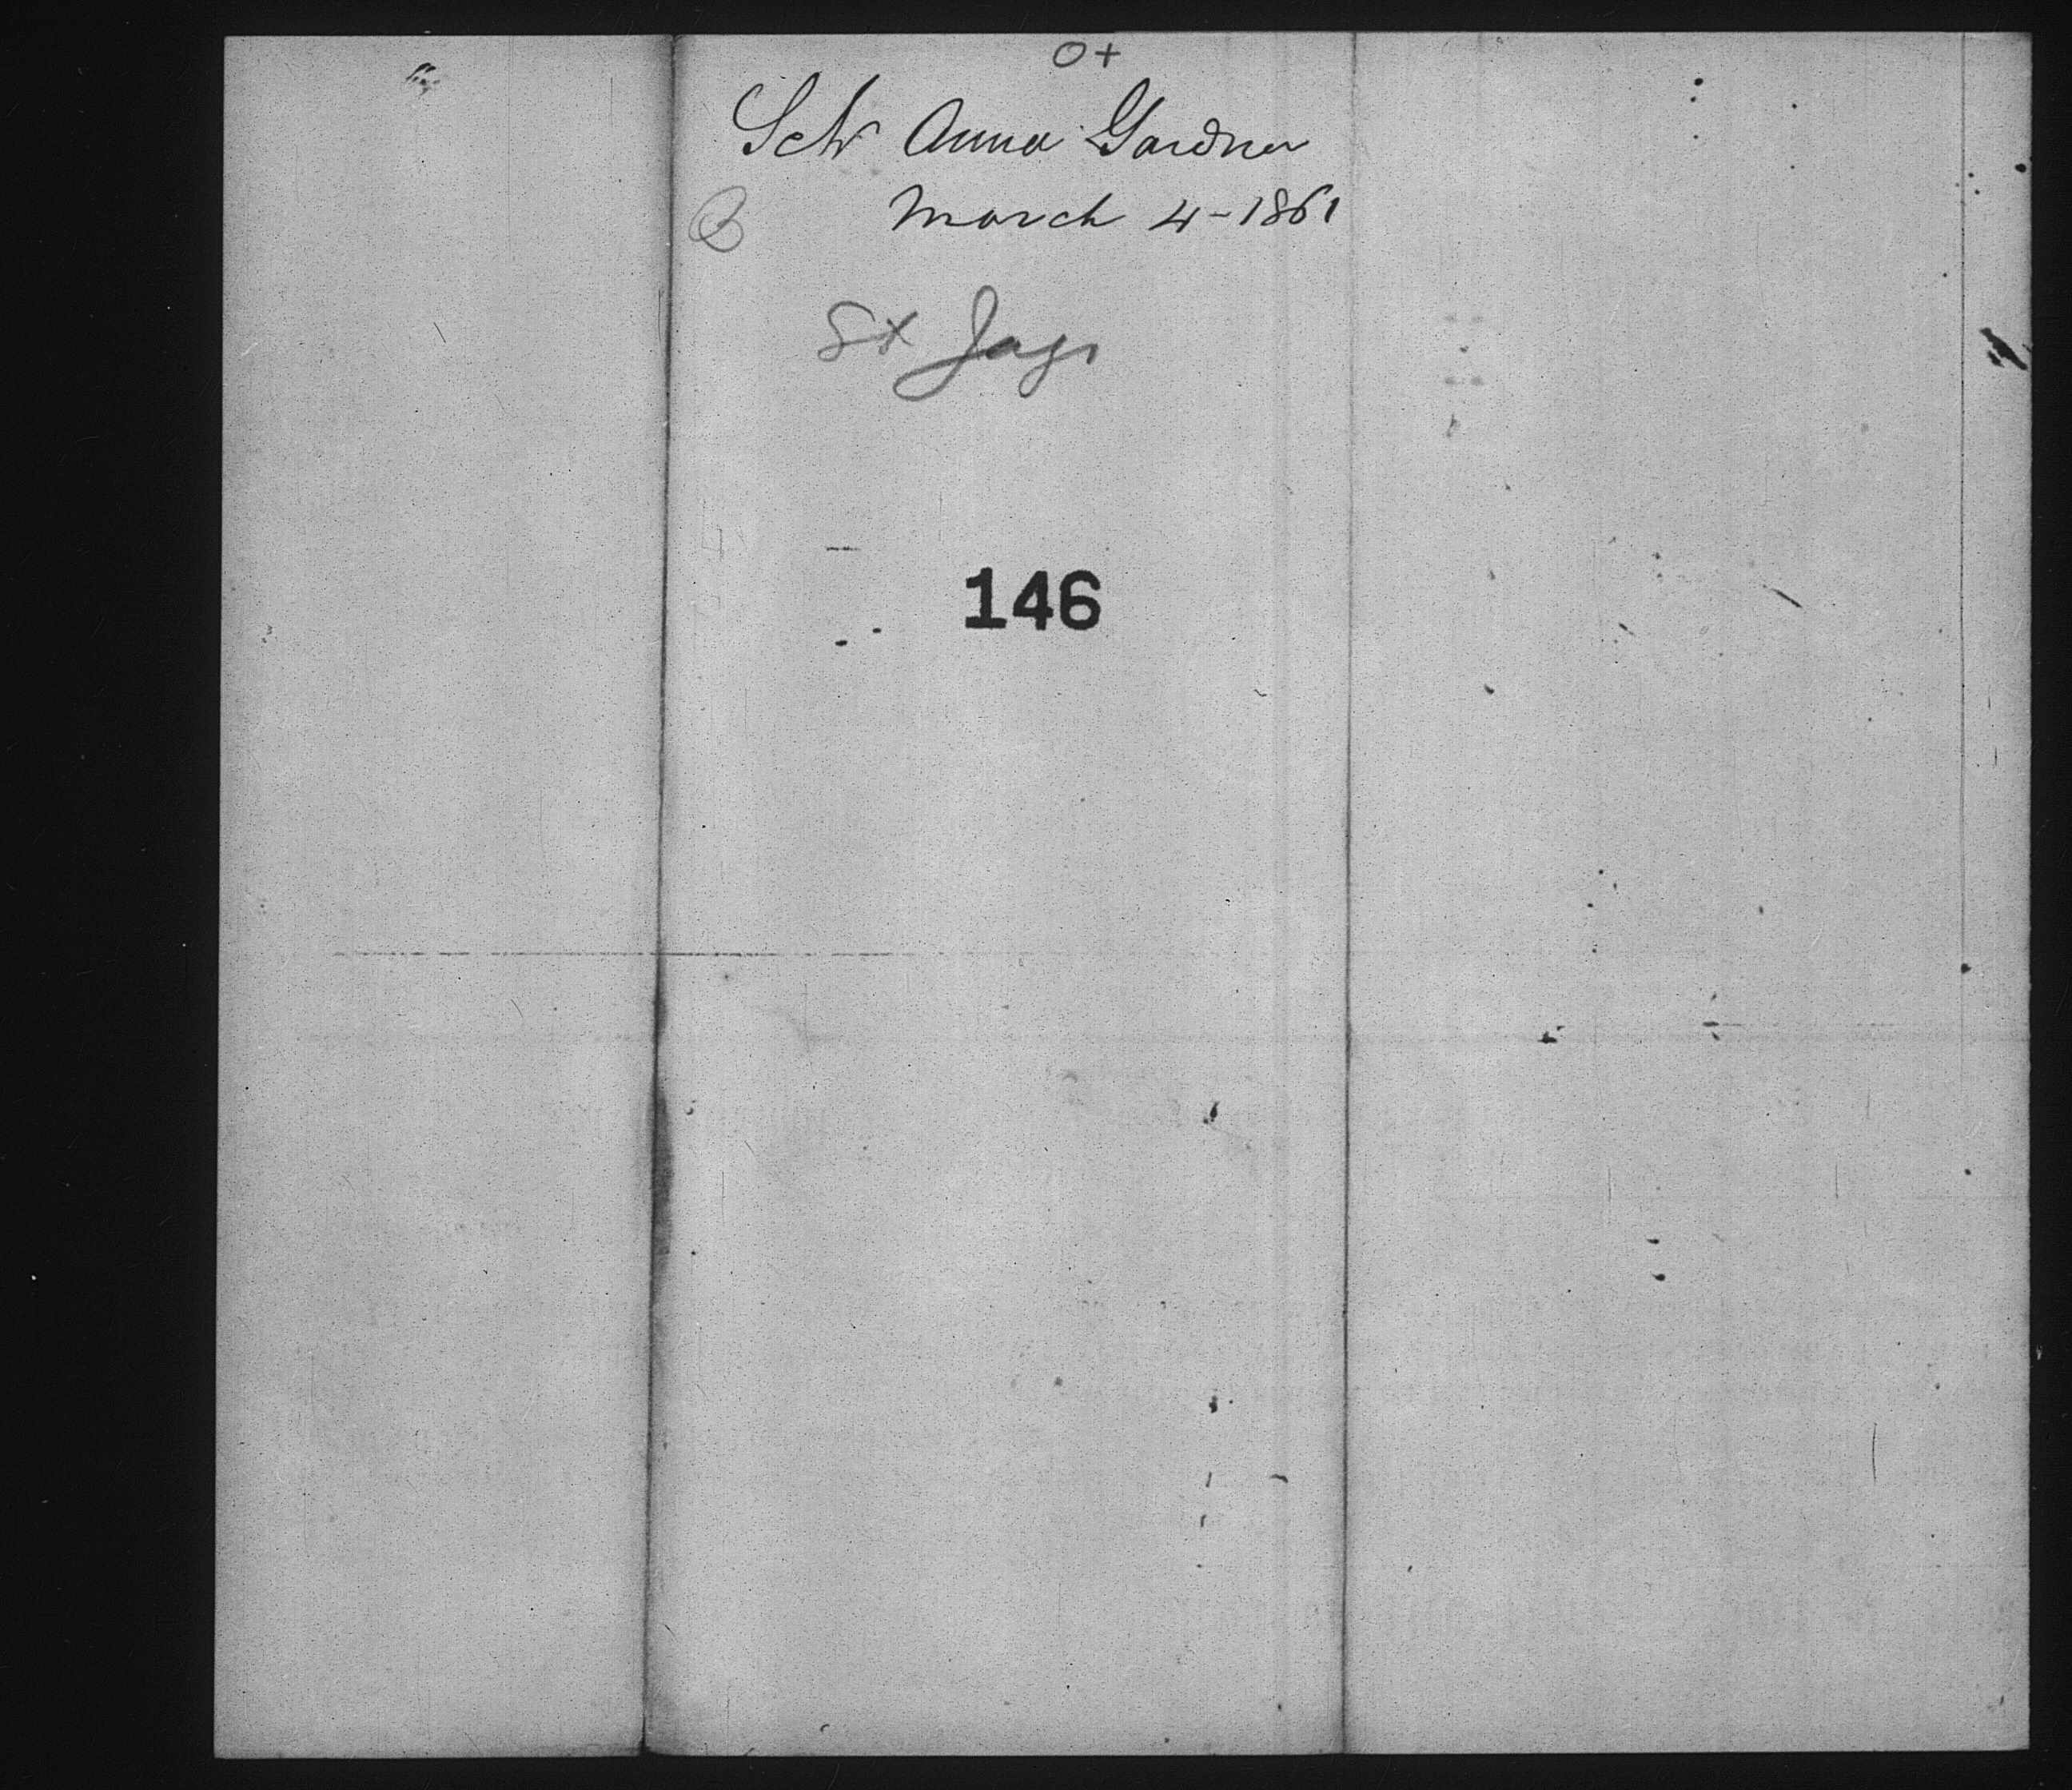 O+
Schr Anna Gardner
March 4-1861
St Jago
146